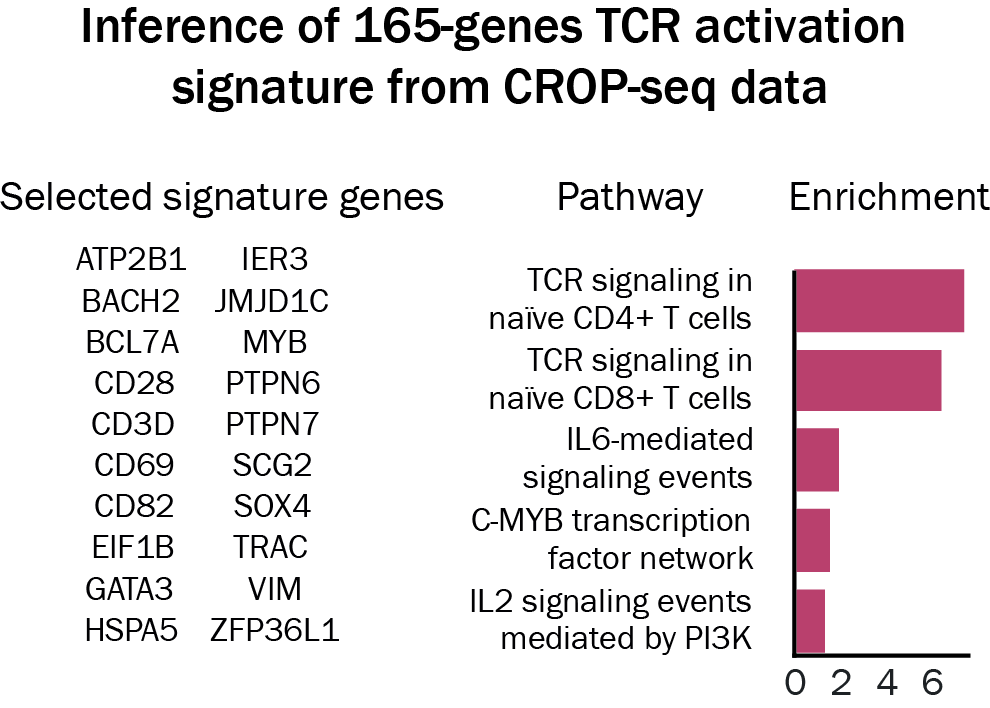 Inference of 165-genes TCR activation
signature from CROP-seq data
Selected signature genes
ATP2B1 IER3
BACH2 JMJD1C
BCL7A MYB
CD28 PTPN6
CD3D PTPN7
CD69 SCG2
CD82 SOX4
EIF1B TRAC
GATA3 VIM
HSPA5 ZFP36L1
Pathway Enrichment
TCR signaling in
naïve CD4+ T cells
TCR signaling in
naïve CD8+ T cells
IL6-mediated
signaling events
C-MYB transcription
factor network
IL2 signaling events
mediated by PI3K
0 2 4 6